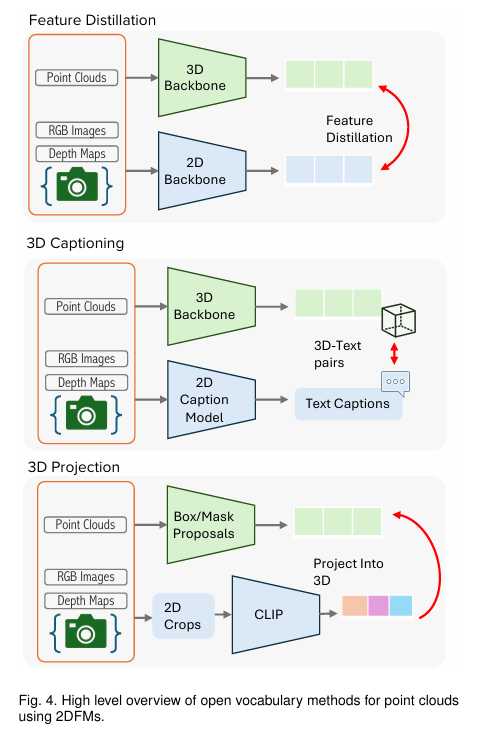 Feature Distillation
Point Clouds
3D
Backbone
RGB Images
Depth Maps
2D
Backbone
Feature
Distillation
3D Captioning
Point Clouds
3D
Backbone
RGB Images
Depth Maps
2D
Caption
Model
3D-Text
pairs
Text Captions
3D Projection
Point Clouds
Box/Mask
Proposals
RGB Images
Depth Maps
2D
Crops
CLIP
Project Into
3D
Fig. 4. High level overview of open vocabulary methods for point clouds
using 2DFMs.